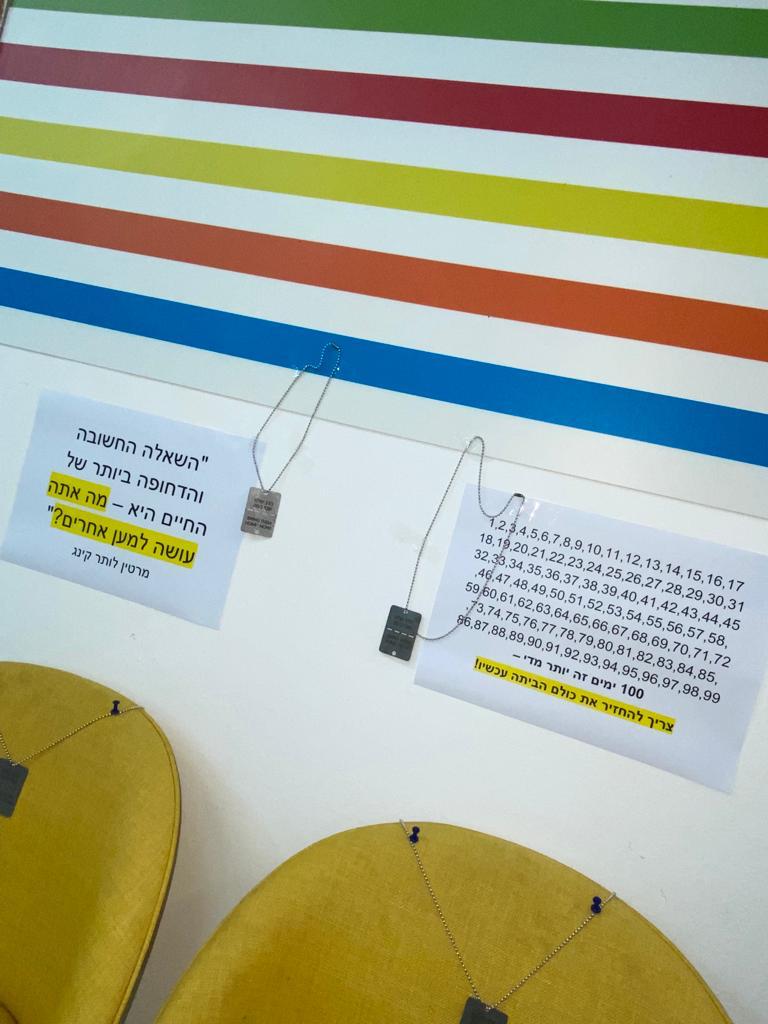 "השאלה החשובה
והדחופה ביותר של
החיים היא – מה אתה
עושה למען אחרים?"
מרטין לותר קינג
1,2,3,4,5,6,7,8,9,10,11,12,13,14,15,16,17
18,19,20,21,22,23,24,25,26,27,28,29,30,31
32,33,34,35,36,37,38,39,40,41,42,43,44,45
,46,47,48,49,50,51,52,53,54,55,56,57,58,
59,60,61,62,63,64,65,66,67,68,69,70,71,72
,73,74,75,76,77,78,79,80,81,82,83,84,85,
86,87,88,89,90,91,92,93,94,95,96,97,98,99
100 ימים זה יותר מדי –
צריך להחזיר את כולם הביתה עכשיו!